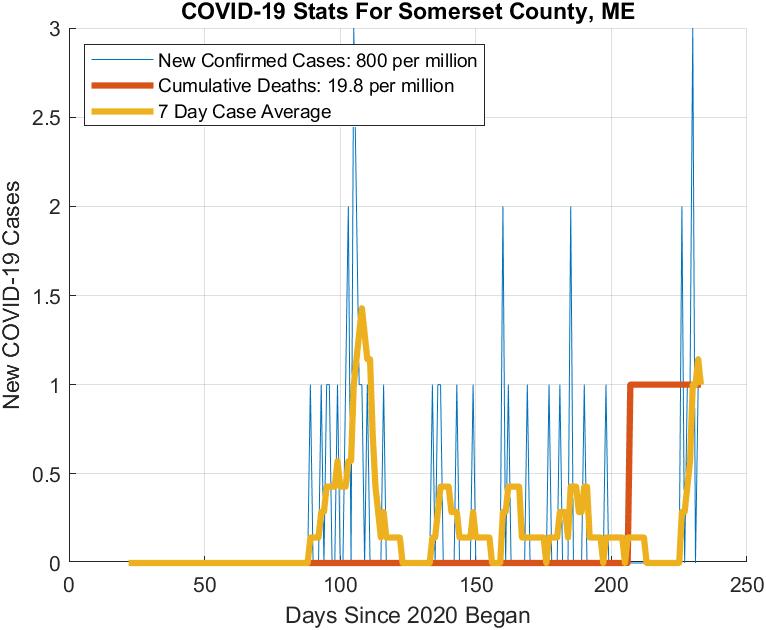 COVID-19 Stats For Somerset County, ME
New Confirmed Cases: 800 per million
Cumulative Deaths: 19.8 per million
7 Day Case Average
New COVID-19 Cases
3
2.5
2
1.5
1
0.5
0
0 50 100 150 200 250
Days Since 2020 Began